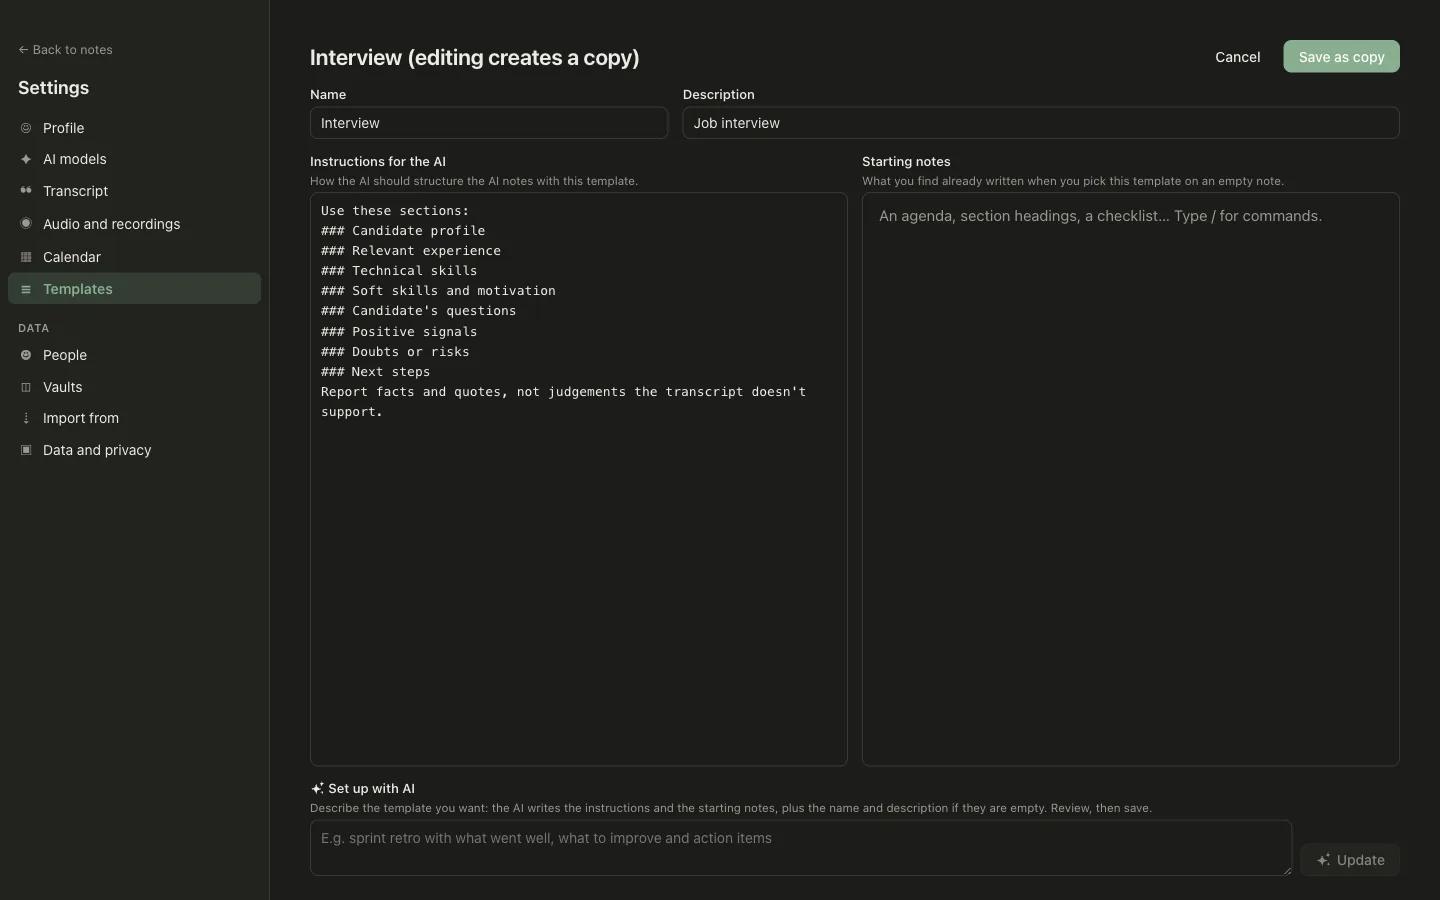 ← Back to notes
Settings
Profile
AI models
Transcript
Audio and recordings
Calendar
Templates
DATA
People
Vaults
Import from
Data and privacy
Interview (editing creates a copy)
Cancel
Save as copy
Name
Description
Interview
Job interview
Instructions for the AI
How the AI should structure the AI notes with this template.
Use these sections:
### Candidate profile
### Relevant experience
### Technical skills
### Soft skills and motivation
### Candidate's questions
### Positive signals
### Doubts or risks
### Next steps
Report facts and quotes, not judgements the transcript doesn't
support.
Starting notes
What you find already written when you pick this template on an empty note.
An agenda, section headings, a checklist... Type / for commands.
Set up with AI
Describe the template you want: the AI writes the instructions and the starting notes, plus the name and description if they are empty. Review, then save.
E.g. sprint retro with what went well, what to improve and action items
Update